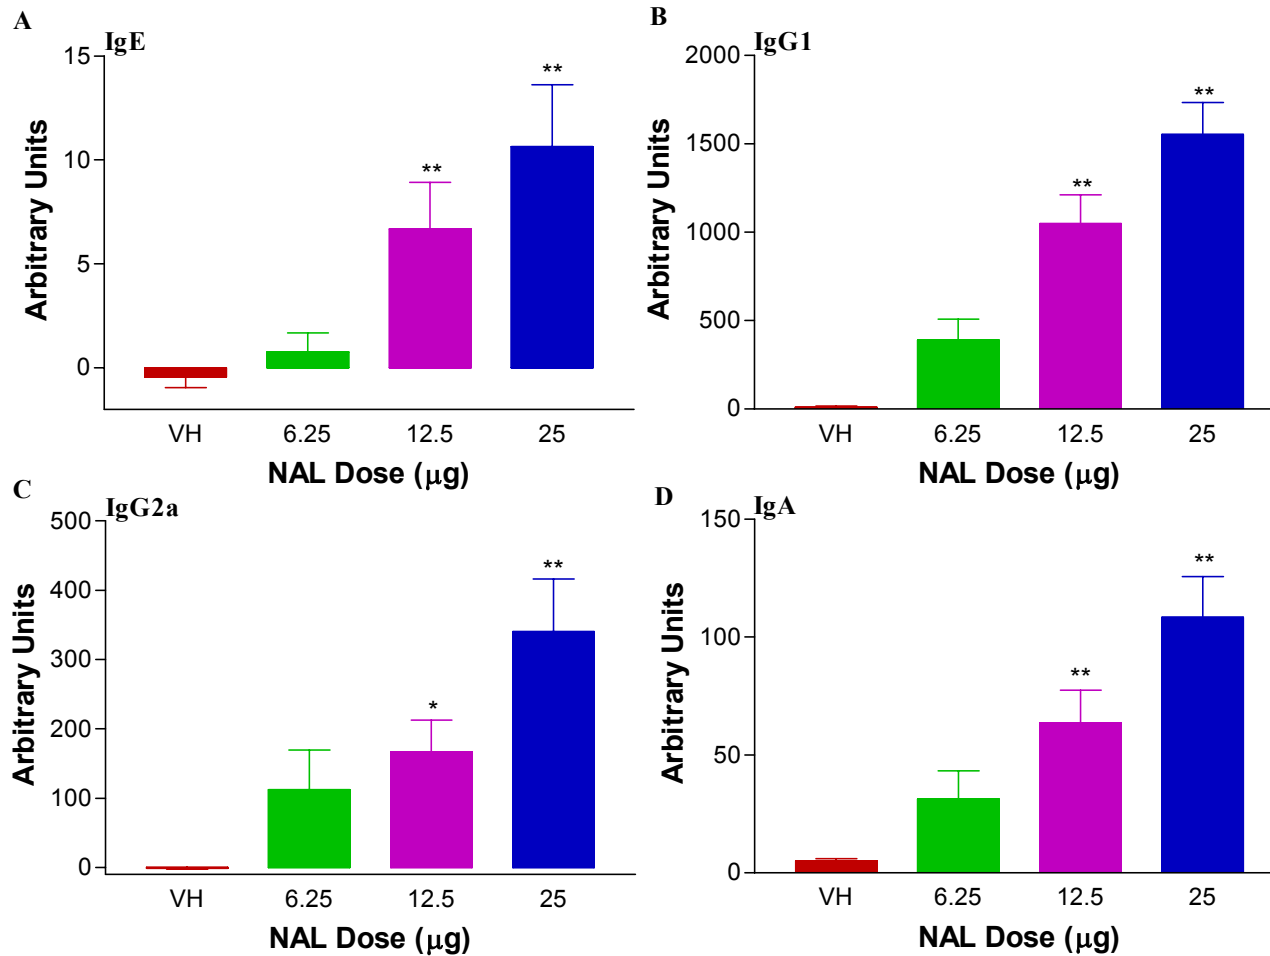 A
IgE
15
10
5
0
Arbitrary Units
**
**
VH
6.25
12.5
25
NAL Dose (μg)
B
IgG1
2000
1500
1000
500
0
Arbitrary Units
**
**
VH
6.25
12.5
25
NAL Dose (μg)
C
IgG2a
500
400
300
200
100
0
Arbitrary Units
*
**
VH
6.25
12.5
25
NAL Dose (μg)
D
IgA
150
100
50
0
Arbitrary Units
**
**
VH
6.25
12.5
25
NAL Dose (μg)